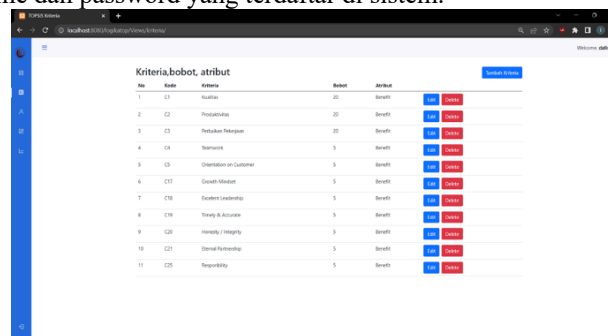 me dan password yang terdaftar di sistem.
TOPSIS Kriteria
Welcome, dalle
Kriteria,bobot, atribut
Tambah Kriteria
No Kode Kriteria Bobot Atribut
1 C1 Kualitas 20 Benefit Edit Delete
2 C2 Produktivitas 20 Benefit Edit Delete
3 C3 Perbaikan Pekerjaan 20 Benefit Edit Delete
4 C4 Teamwork 5 Benefit Edit Delete
5 C5 Orientation on Customer 5 Benefit Edit Delete
6 C17 Growth Mindset 5 Benefit Edit Delete
7 C18 Excelent Leadership 5 Benefit Edit Delete
8 C19 Timely & Accurate 5 Benefit Edit Delete
9 C20 Honesty / Integrity 5 Benefit Edit Delete
10 C21 Eternal Partnership 5 Benefit Edit Delete
11 C25 Responbility 5 Benefit Edit Delete